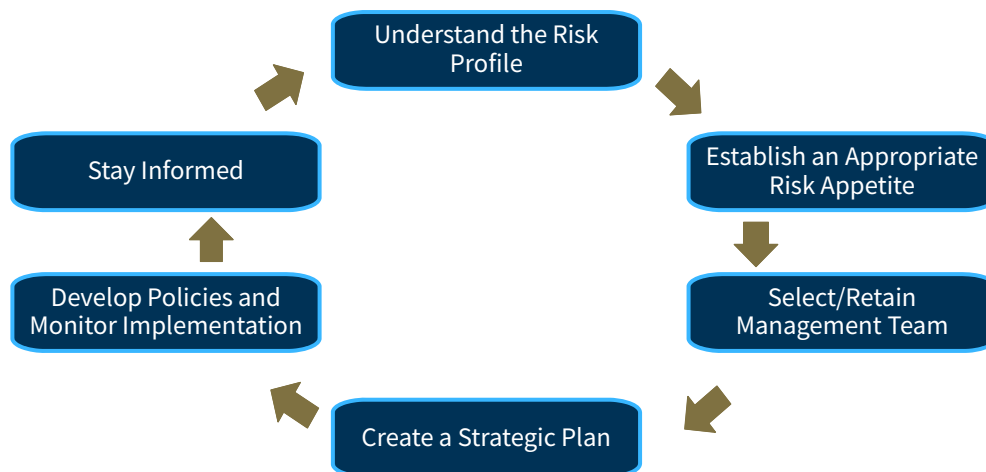 Understand the Risk
Profile
Establish an Appropriate
Risk Appetite
Select/Retain
Management Team
Create a Strategic Plan
Develop Policies and
Monitor Implementation
Stay Informed